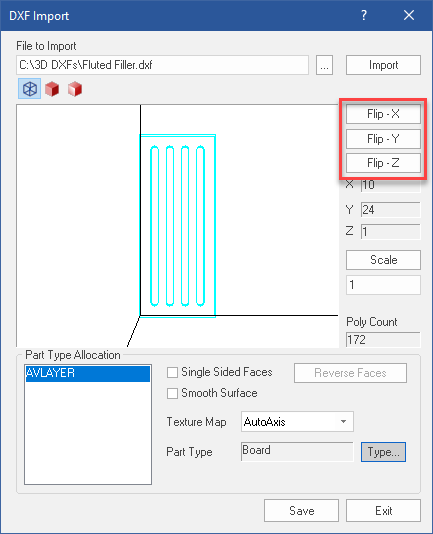 DXF Import
File to Import
C:\3D DXFs\Fluted Filler.dxf
...
Import
Flip - X
Flip - Y
Flip - Z
X 10
Y 24
Z 1
Scale
1
Poly Count
172
Part Type Allocation
AVLAYER
Single Sided Faces
Reverse Faces
Smooth Surface
Texture Map AutoAxis
Part Type Board Type...
Save Exit